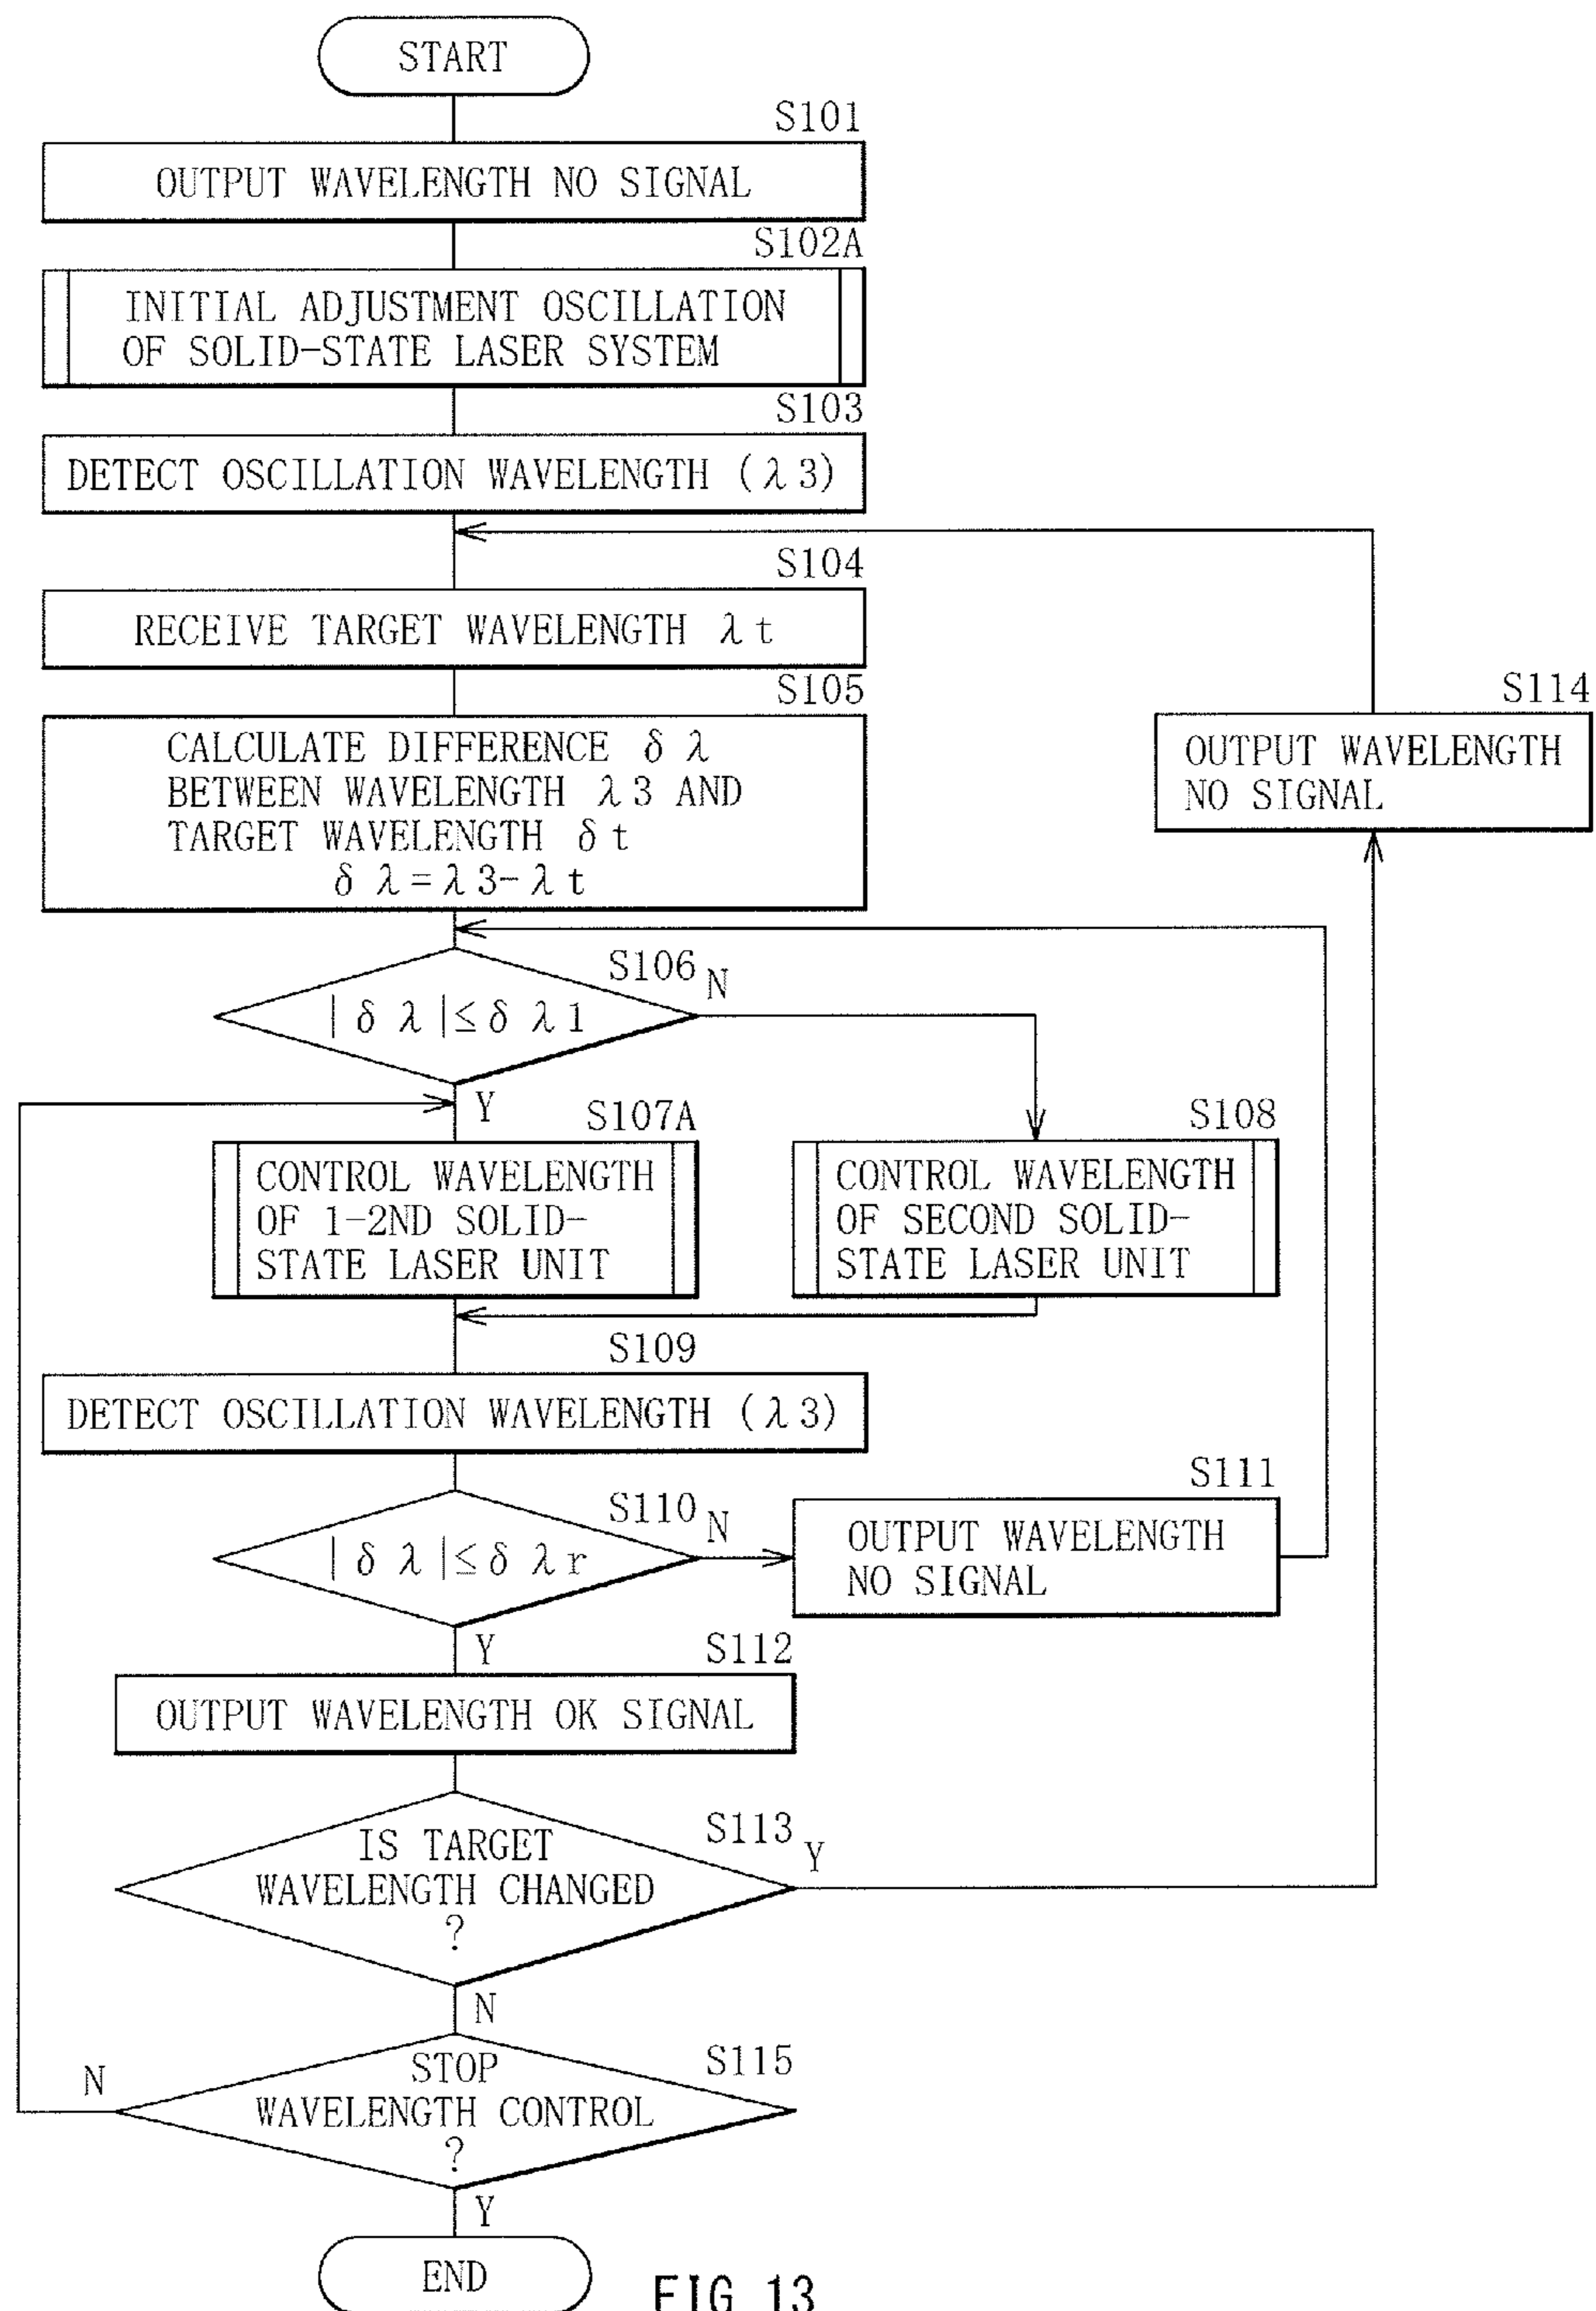 START
S101
OUTPUT WAVELENGTH NO SIGNAL
S102A
INITIAL ADJUSTMENT OSCILLATION
OF SOLID-STATE LASER SYSTEM
S103
DETECT OSCILLATION WAVELENGTH (λ3)
S104
RECEIVE TARGET WAVELENGTH λt
S105
CALCULATE DIFFERENCE δλ
BETWEEN WAVELENGTH λ3 AND
TARGET WAVELENGTH δt
δλ=λ3-λt
S114
OUTPUT WAVELENGTH
NO SIGNAL
S106
N
|δλ|≤δλ1
Y
S107A
CONTROL WAVELENGTH
OF 1-2ND SOLID-
STATE LASER UNIT
S108
CONTROL WAVELENGTH
OF SECOND SOLID-
STATE LASER UNIT
S109
DETECT OSCILLATION WAVELENGTH (λ3)
S110
N
|δλ|≤δλr
Y
S111
OUTPUT WAVELENGTH
NO SIGNAL
S112
OUTPUT WAVELENGTH OK SIGNAL
S113
Y
IS TARGET
WAVELENGTH CHANGED
?
N
S115
N
STOP
WAVELENGTH CONTROL
?
Y
END
FIG 13